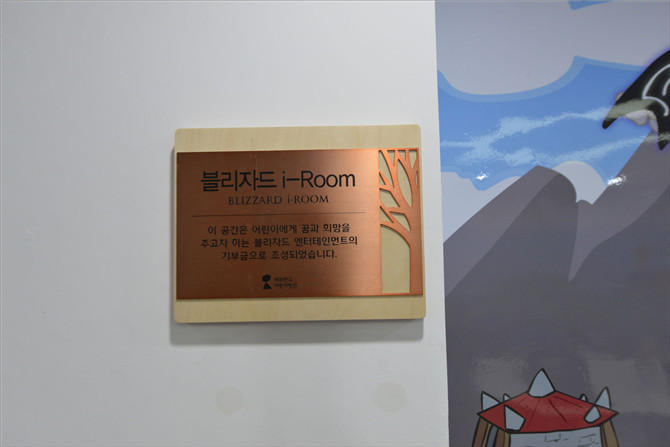 블리자드 i-Room
BLIZZARD i-ROOM
이 공간은 어린이에게 꿈과 희망을
주고자 하는 블리자드 엔터테인먼트의
기부금으로 조성되었습니다.